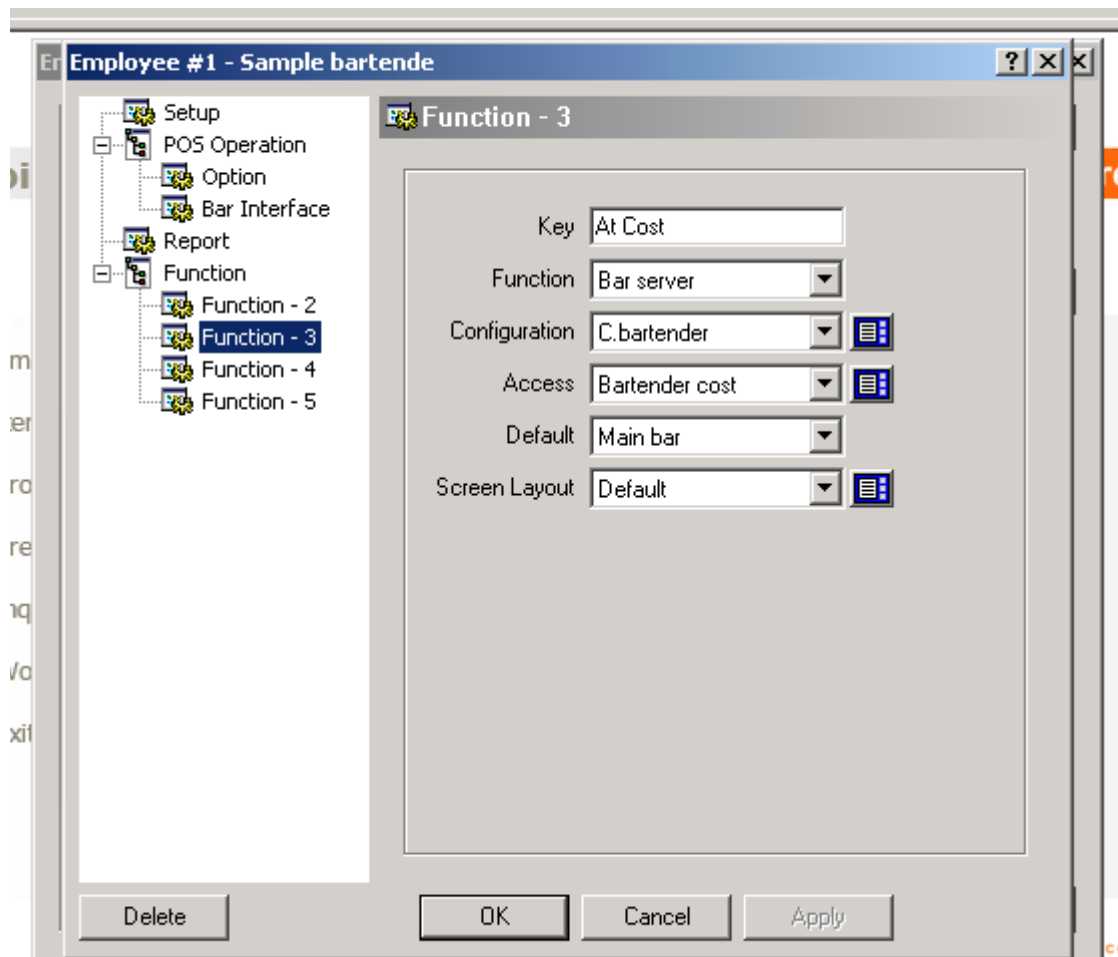 Employee #1 - Sample bartende
Setup
POS Operation
Option
Bar Interface
Report
Function
Function - 2
Function - 3
Function - 4
Function - 5
Function - 3
Key At Cost
Function Bar server
Configuration C.bartender
Access Bartender cost
Default Main bar
Screen Layout Default
Delete OK Cancel Apply